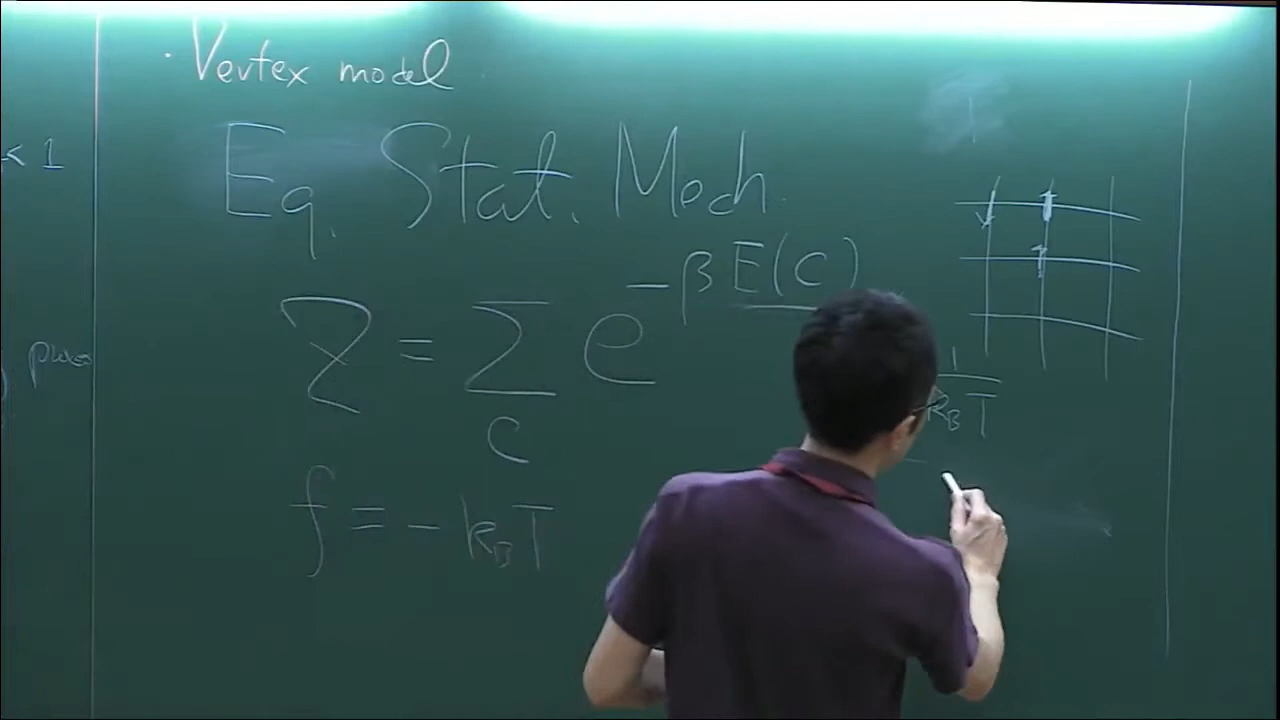 · Vertex model
Eq. Stat. Mech.
< 1
Z = Σ e^{-βE(C)}
C
1
k_B T
f = - k_B T